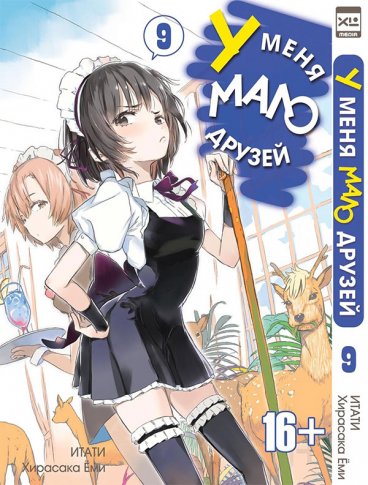 9
У МЕНЯ
МАЛО
ДРУЗЕЙ
16+
ИТАТИ
Хирасака Ёми
XL
MEDIA
У МЕНЯ МАЛО ДРУЗЕЙ
9
ИТАТИ
Хирасака Ёми